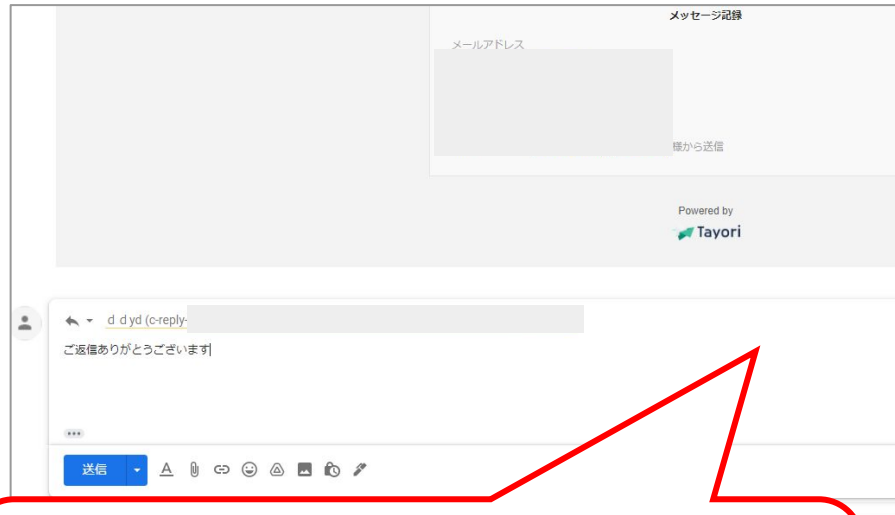 メッセージ記録
メールアドレス
様から送信
Powered by
Tayori
d d yd (c-reply-
ご返信ありがとうございます
送信